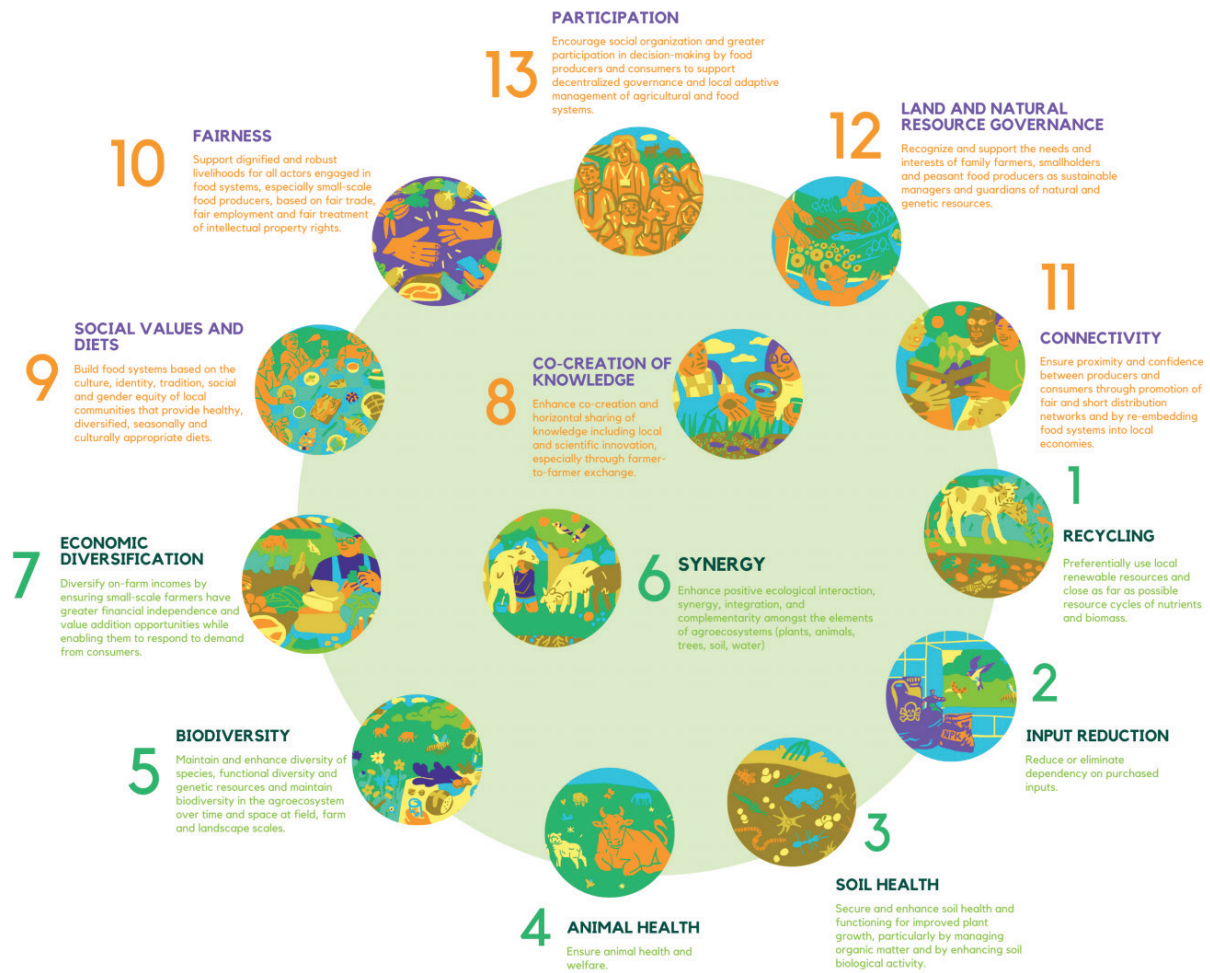 PARTICIPATION
13
Encourage social organization and greater
participation in decision-making by food
producers and consumers to support
decentralized governance and local adaptive
management of agricultural and food
systems.
12
LAND AND NATURAL
RESOURCE GOVERNANCE
Recognize and support the needs and
interests of family farmers, smallholders
and peasant food producers as sustainable
managers and guardians of natural and
genetic resources.
10
FAIRNESS
Support dignified and robust
livelihoods for all actors engaged in
food systems, especially small-scale
food producers, based on fair trade,
fair employment and fair treatment
of intellectual property rights.
11
CONNECTIVITY
Ensure proximity and confidence
between producers and
consumers through promotion of
fair and short distribution
networks and by re-embedding
food systems into local
economies.
9
SOCIAL VALUES AND
DIETS
Build food systems based on the
culture, identity, tradition, social
and gender equity of local
communities that provide healthy,
diversified, seasonally and
culturally appropriate diets.
8
CO-CREATION OF
KNOWLEDGE
Enhance co-creation and
horizontal sharing of
knowledge including local
and scientific innovation,
especially through farmer-
to-farmer exchange.
1
RECYCLING
Preferentially use local
renewable resources and
close as far as possible
resource cycles of nutrients
and biomass.
7
ECONOMIC
DIVERSIFICATION
Diversify on-farm incomes by
ensuring small-scale farmers have
greater financial independence and
value addition opportunities while
enabling them to respond to demand
from consumers.
6
SYNERGY
Enhance positive ecological interaction,
synergy, integration, and
complementarity amongst the elements
of agroecosystems (plants, animals,
trees, soil, water)
2
INPUT REDUCTION
Reduce or eliminate
dependency on purchased
inputs.
NPK
5
BIODIVERSITY
Maintain and enhance diversity of
species, functional diversity and
genetic resources and maintain
biodiversity in the agroecosystem
over time and space at field, farm
and landscape scales.
3
SOIL HEALTH
Secure and enhance soil health and
functioning for improved plant
growth, particularly by managing
organic matter and by enhancing soil
biological activity.
4
ANIMAL HEALTH
Ensure animal health and
welfare.